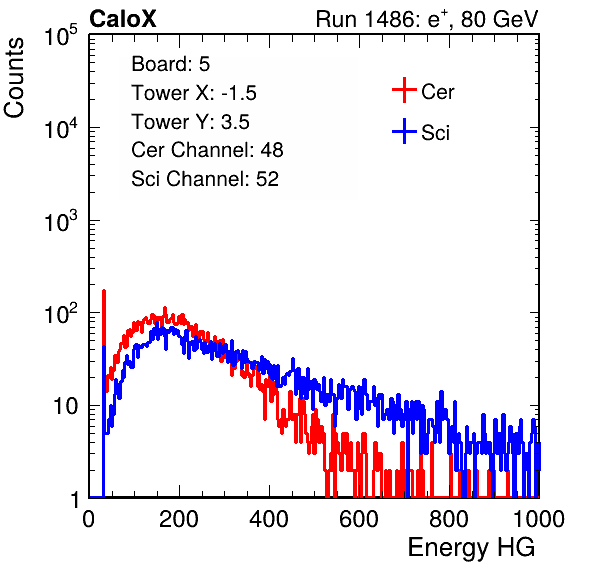 CaloX Run 1486: e⁺, 80 GeV
Counts
10⁵
10⁴
10³
10²
10
1
Board: 5
Tower X: -1.5
Tower Y: 3.5
Cer Channel: 48
Sci Channel: 52
Cer
Sci
0 200 400 600 800 1000
Energy HG